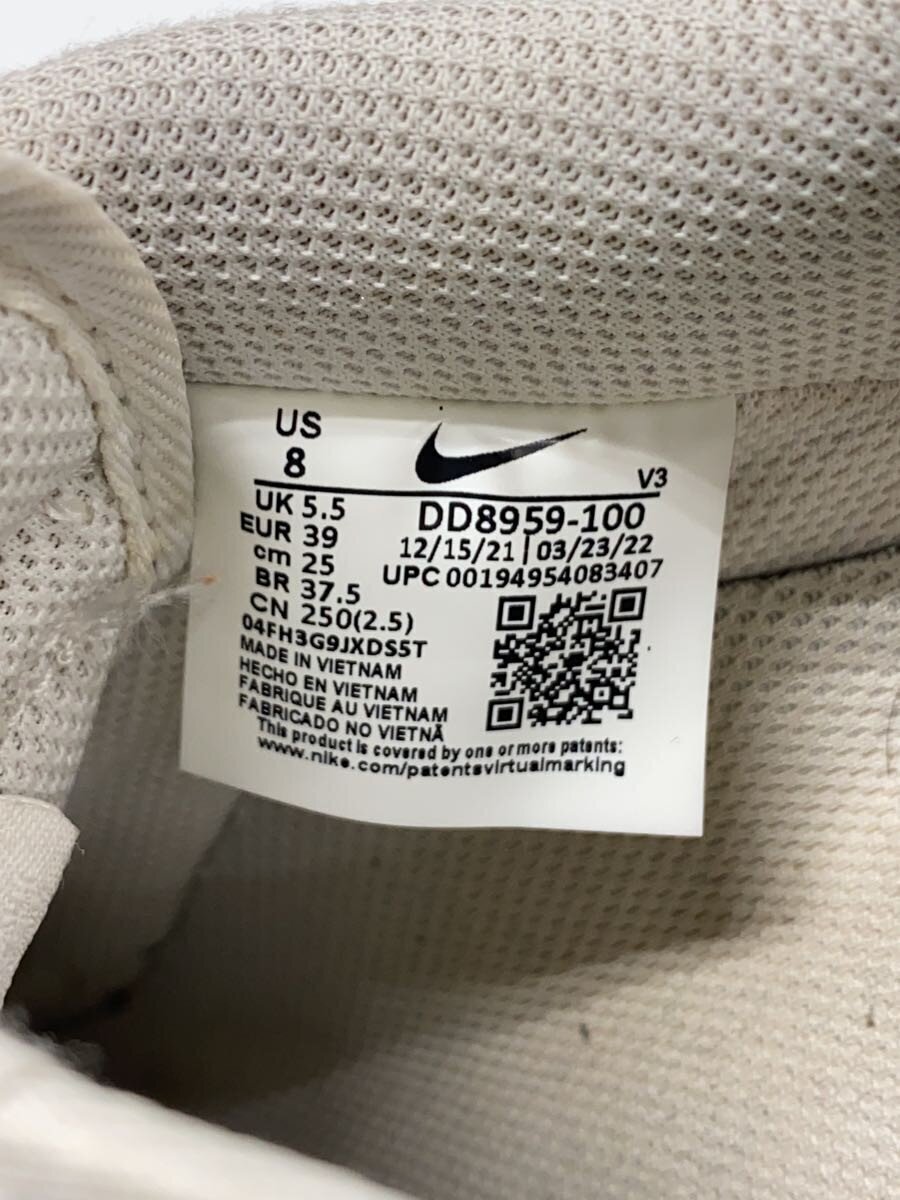 US
8
V3
UK 5.5
EUR 39
cm 25
BR 37.5
CN 250(2.5)
DD8959-100
12/15/21 | 03/23/22
UPC 00194954083407
04FH3G9JXDS5T
MADE IN VIETNAM
HECHO EN VIETNAM
FABRIQUE AU VIETNAM
FABRICADO NO VIETNÃ
This product is covered by one or more patents:
www.nike.com/patentsvirtualmarking